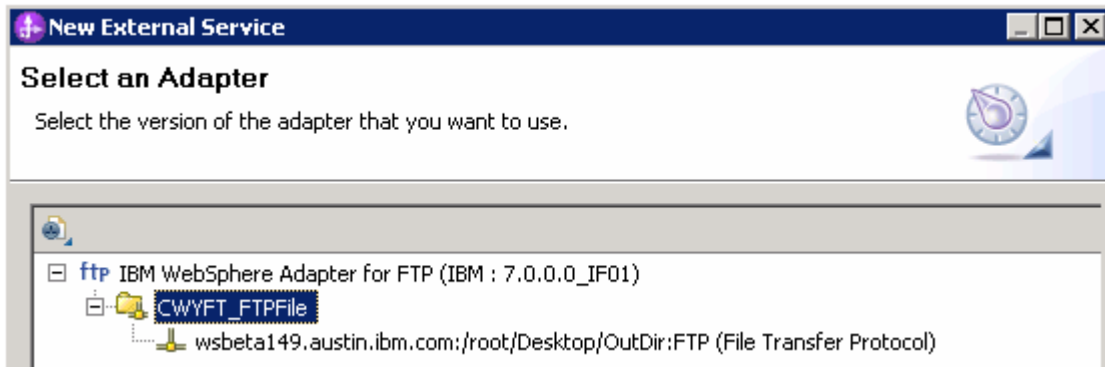 New External Service
Select an Adapter
Select the version of the adapter that you want to use.
ftp IBM WebSphere Adapter for FTP (IBM : 7.0.0.0_IF01)
CWYFT_FTPFile
wsbeta149.austin.ibm.com:/root/Desktop/OutDir:FTP (File Transfer Protocol)